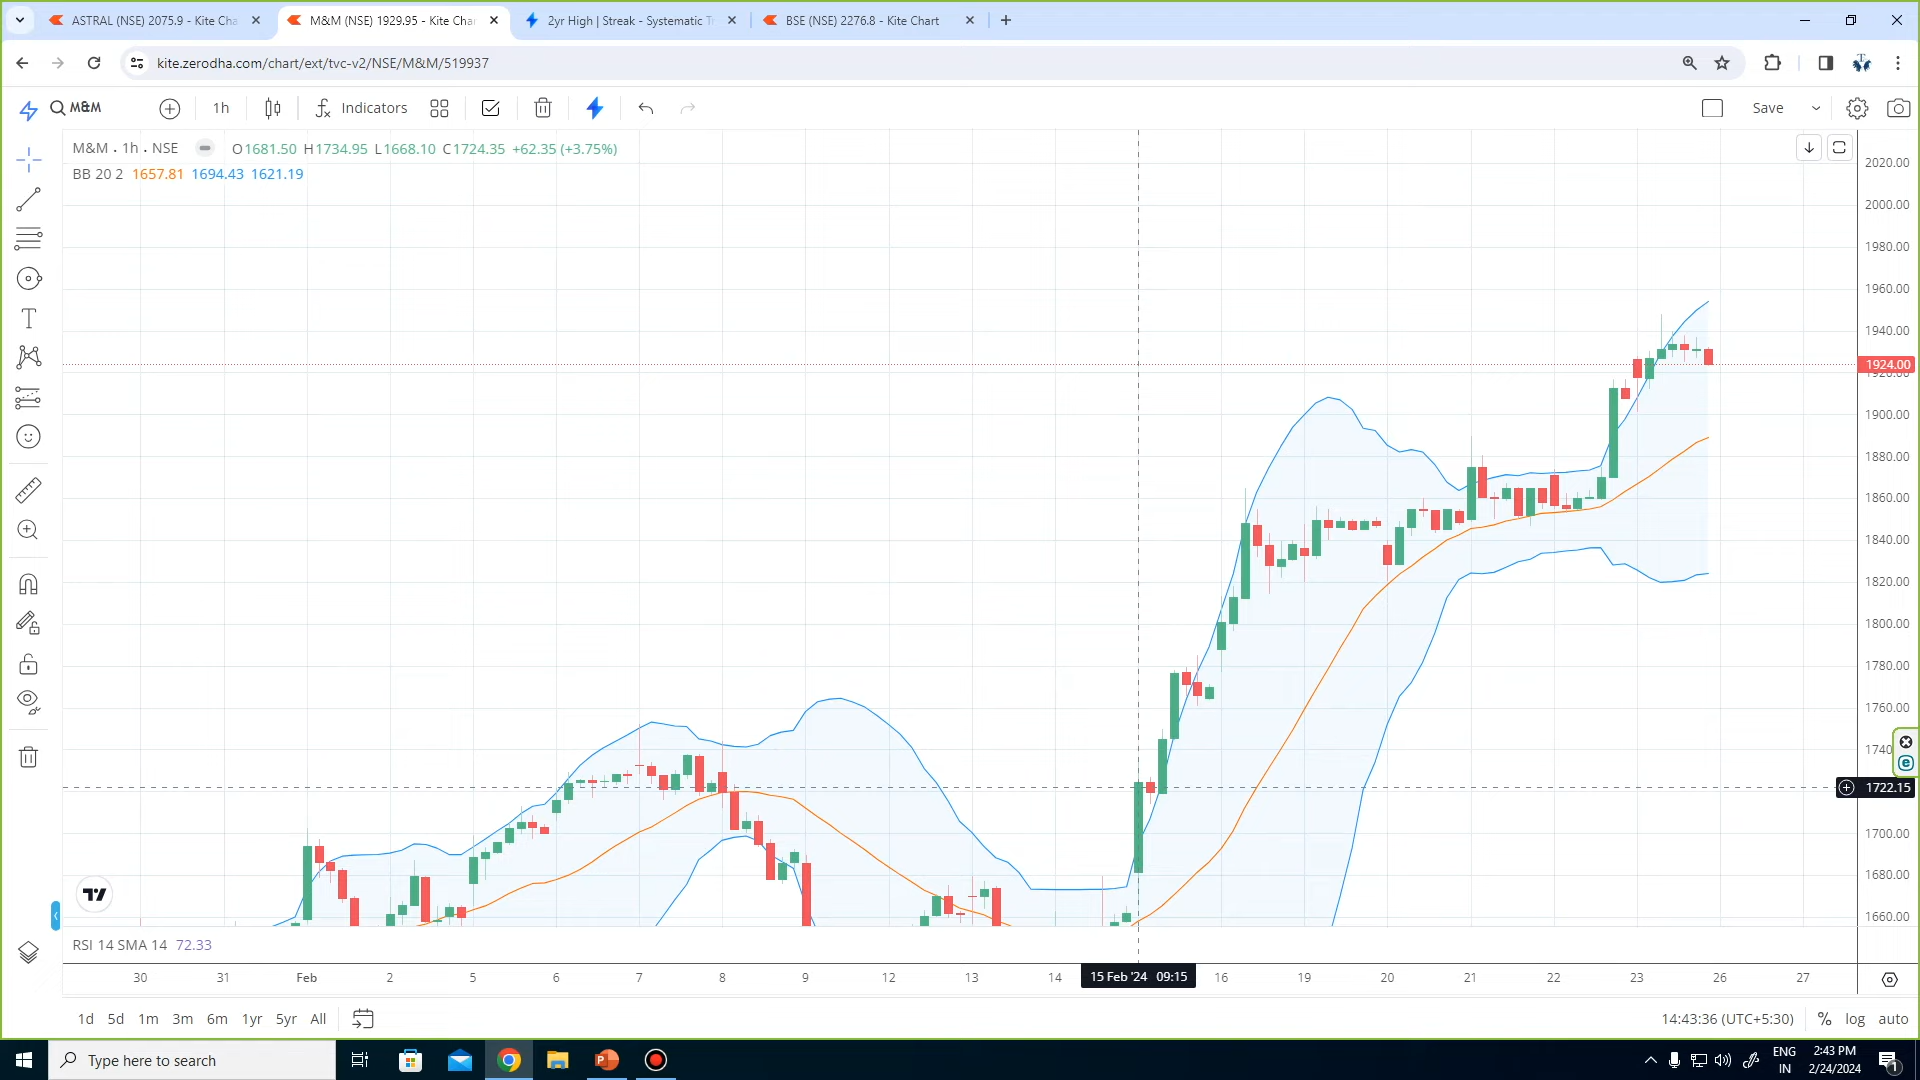 ASTRAL (NSE) 2075.9 - Kite Cha
M&M (NSE) 1929.95 - Kite Char
2yr High | Streak - Systematic T
BSE (NSE) 2276.8 - Kite Chart
kite.zerodha.com/chart/ext/tvc-v2/NSE/M&M/519937
M&M 1h Indicators Save
M&M · 1h · NSE O1681.50 H1734.95 L1668.10 C1724.35 +62.35 (+3.75%)
BB 20 2 1657.81 1694.43 1621.19
2020.00
2000.00
1980.00
1960.00
1940.00
1924.00
1920.00
1900.00
1880.00
1860.00
1840.00
1820.00
1800.00
1780.00
1760.00
1740
1722.15
1700.00
1680.00
1660.00
RSI 14 SMA 14 72.33
30 31 Feb 2 5 6 7 8 9 12 13 14 15 Feb '24 09:15 16 19 20 21 22 23 26 27
1d 5d 1m 3m 6m 1yr 5yr All 14:43:36 (UTC+5:30) % log auto
Type here to search
ENG
IN
2:43 PM
2/24/2024
1